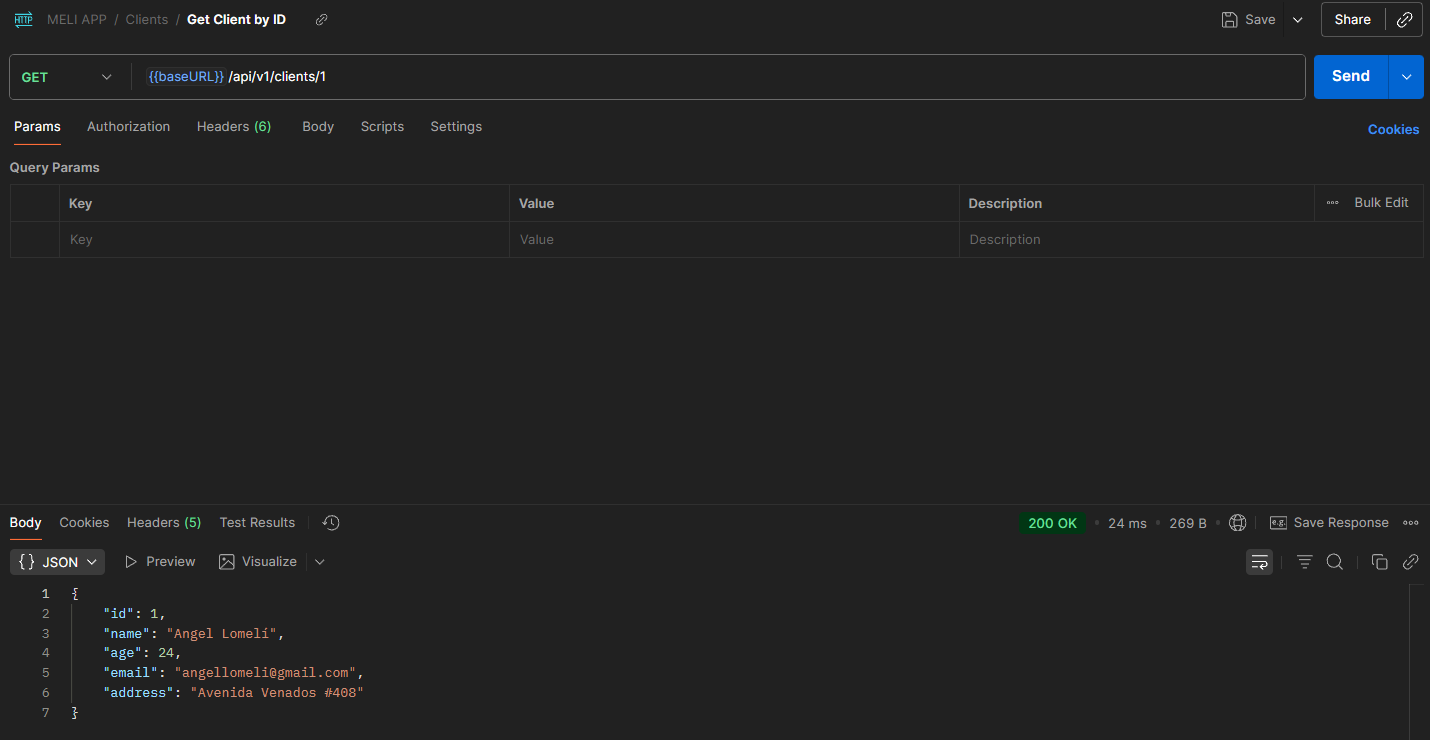 HTTP MELI APP / Clients / Get Client by ID Save Share
GET {{baseURL}} /api/v1/clients/1 Send
Params Authorization Headers (6) Body Scripts Settings Cookies
Query Params
Key Value Description Bulk Edit
Key Value Description
Body Cookies Headers (5) Test Results 200 OK • 24 ms • 269 B • e.g. Save Response
{} JSON Preview Visualize
1 {
2 "id": 1,
3 "name": "Angel Lomelí",
4 "age": 24,
5 "email": "angellomeli@gmail.com",
6 "address": "Avenida Venados #408"
7 }